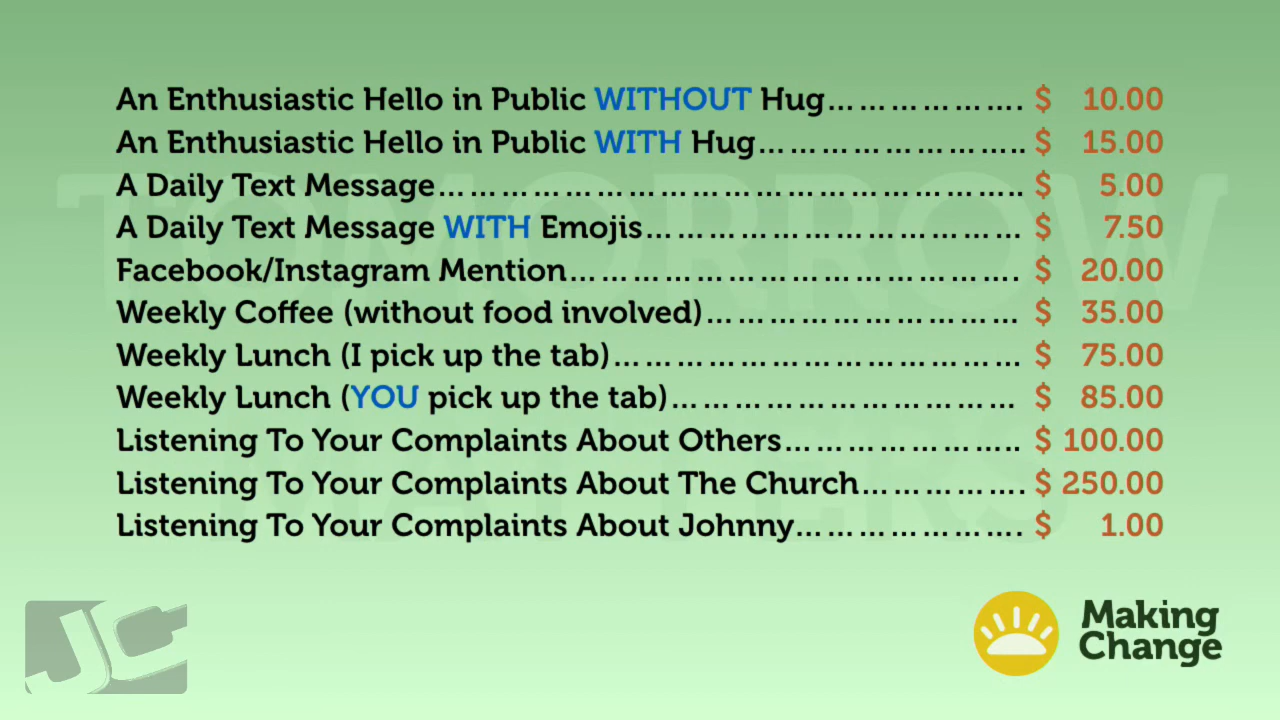 An Enthusiastic Hello in Public WITHOUT Hug... ... ... ... ... .... $ 10.00
An Enthusiastic Hello in Public WITH Hug... ... ... ... ... ... ... ..... $ 15.00
A Daily Text Message... ... ... ... ... ... ... ... ... ... ... ... ... ... ... ... ... ..... $ 5.00
A Daily Text Message WITH Emojis... ... ... ... ... ... ... ... ... ... ... ... $ 7.50
Facebook/Instagram Mention... ... ... ... ... ... ... ... ... ... ... ... ... .... $ 20.00
Weekly Coffee (without food involved)... ... ... ... ... ... ... ... ... ... $ 35.00
Weekly Lunch (I pick up the tab)... ... ... ... ... ... ... ... ... ... ... ... ... $ 75.00
Weekly Lunch (YOU pick up the tab)... ... ... ... ... ... ... ... ... ... ... $ 85.00
Listening To Your Complaints About Others... ... ... ... ... ... ..... $ 100.00
Listening To Your Complaints About The Church... ... ... ... .... $ 250.00
Listening To Your Complaints About Johnny... ... ... ... ... ... .... $ 1.00
TOMORROW
MATTERS
JC
Making
Change